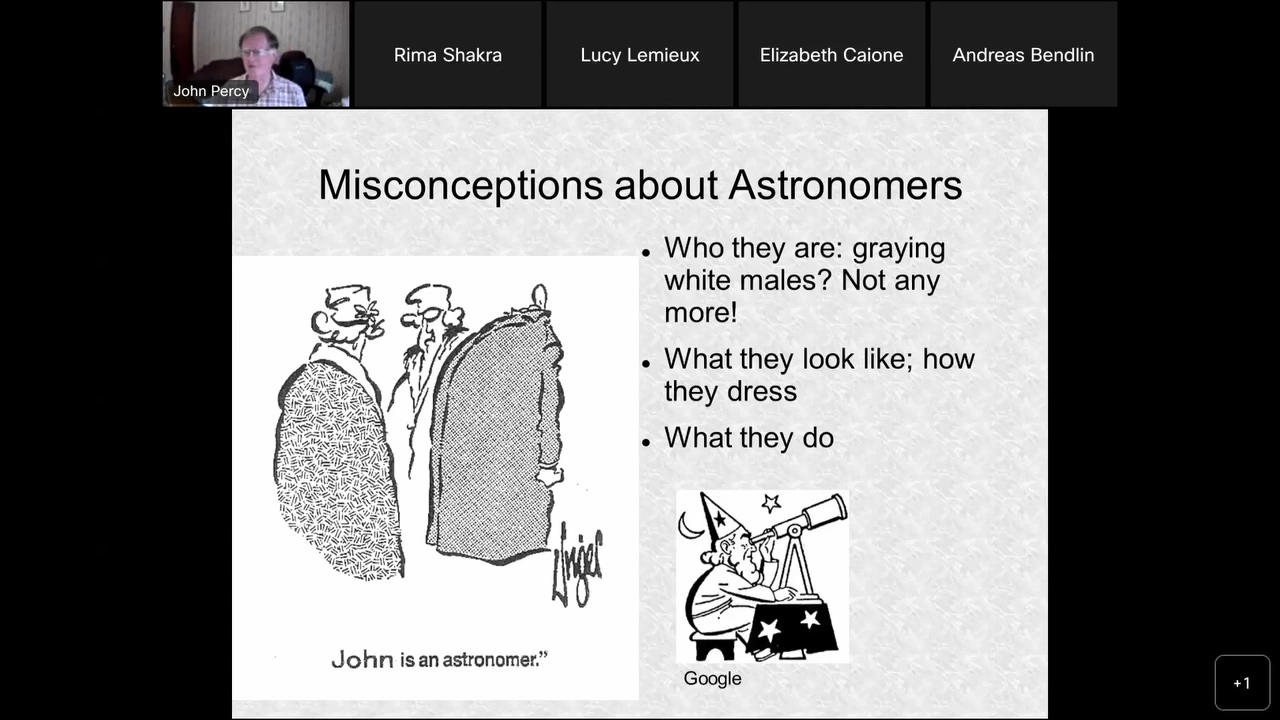 John Percy
Rima Shakra
Lucy Lemieux
Elizabeth Caione
Andreas Bendlin
Misconceptions about Astronomers
• Who they are: graying
white males? Not any
more!
• What they look like; how
they dress
• What they do
Unger
John is an astronomer.”
Google
+1